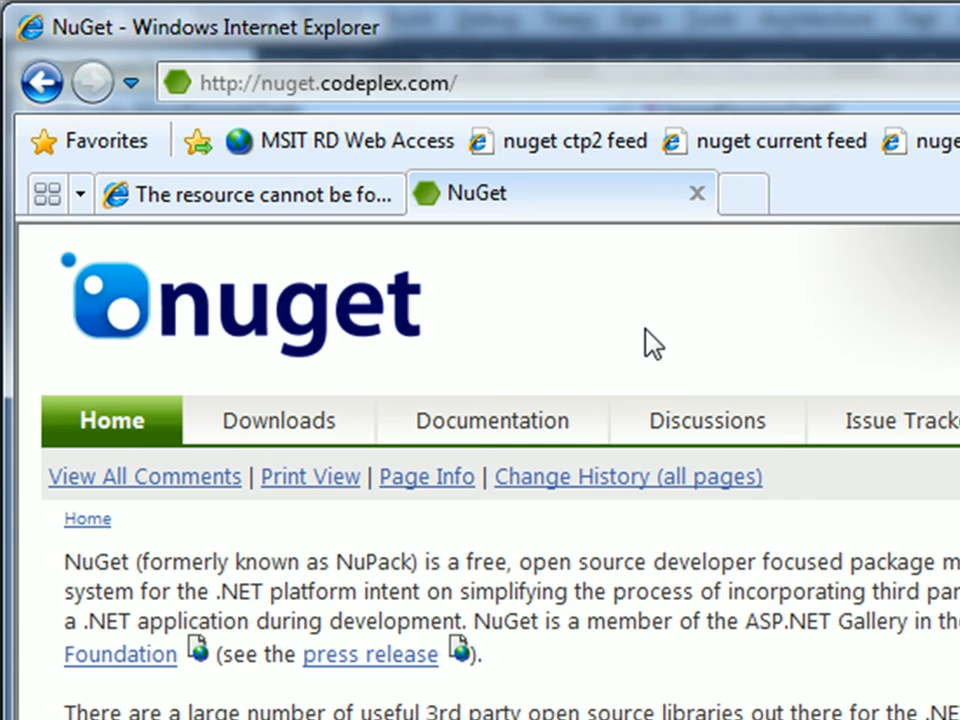 NuGet - Windows Internet Explorer
http://nuget.codeplex.com/
Favorites MSIT RD Web Access nuget ctp2 feed nuget current feed nuge
The resource cannot be fo... NuGet
nuget
Home Downloads Documentation Discussions Issue Tracke
View All Comments | Print View | Page Info | Change History (all pages)
Home
NuGet (formerly known as NuPack) is a free, open source developer focused package m
system for the .NET platform intent on simplifying the process of incorporating third par
a .NET application during development. NuGet is a member of the ASP.NET Gallery in the
Foundation (see the press release ).
There are a large number of useful 3rd party open source libraries out there for the .NET